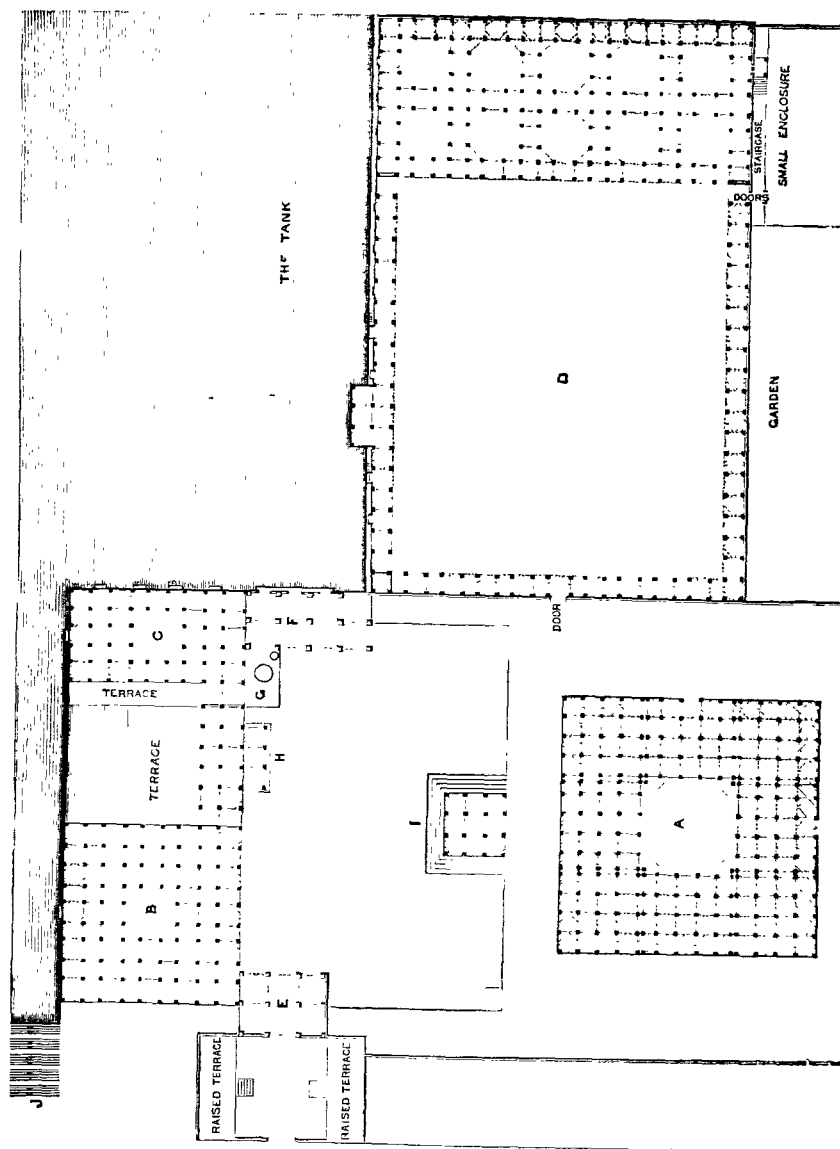 THE TANK
STAIRCASE
SMALL ENCLOSURE
DOORS
D
GARDEN
C
F
DOOR
TERRACE
G
TERRACE
H
I
A
B
E
RAISED TERRACE
RAISED TERRACE
J